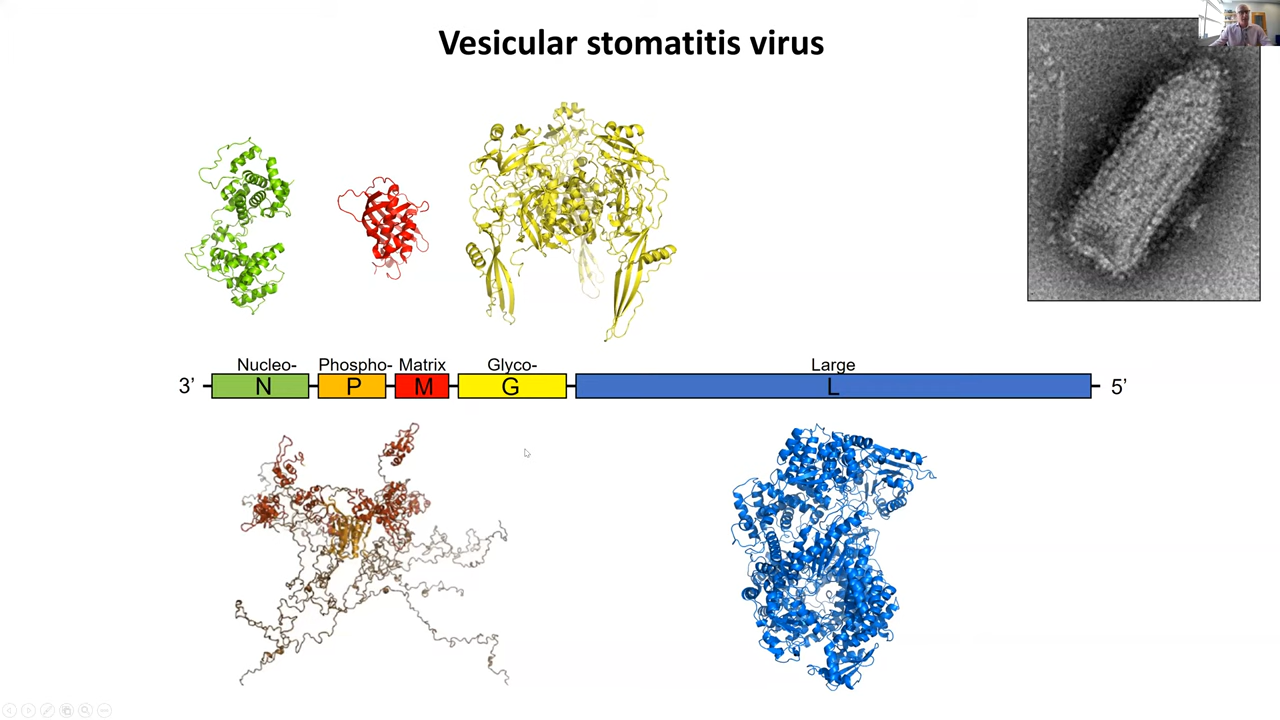 Vesicular stomatitis virus
Nucleo- Phospho- Matrix Glyco- Large
3’ N P M G L 5’